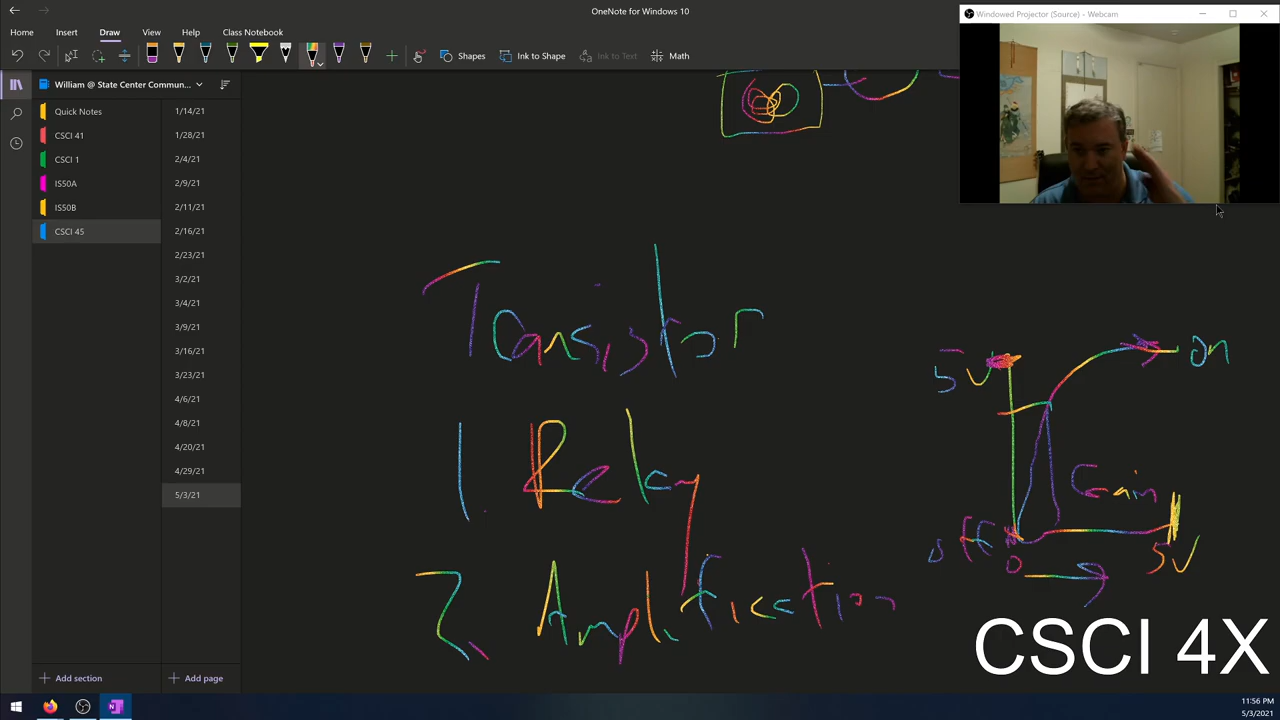 OneNote for Windows 10
Windowed Projector (Source) - Webcam
Home Insert Draw View Help Class Notebook
Shapes Ink to Shape Ink to Text Math
William @ State Center Commun...
Quick Notes
CSCI 41
CSCI 1
IS50A
IS50B
CSCI 45
1/14/21
1/28/21
2/4/21
2/9/21
2/11/21
2/16/21
2/23/21
3/2/21
3/4/21
3/9/21
3/16/21
3/23/21
4/6/21
4/8/21
4/20/21
4/29/21
5/3/21
Transistor
1. Relay
2. Amplification
5V
on
Gain
off
0
5V
CSCI 4X
Add section
Add page
11:56 PM
5/3/2021